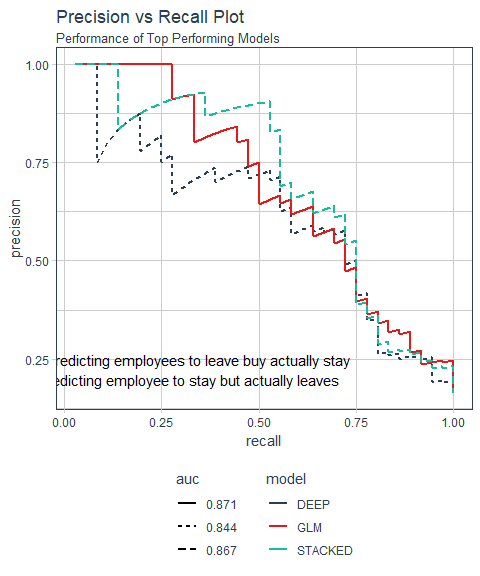 Precision vs Recall Plot
Performance of Top Performing Models
1.00
0.75
0.50
0.25
precision
redicting employees to leave buy actually stay
edicting employee to stay but actually leaves
0.00 0.25 0.50 0.75 1.00
recall
auc model
0.871 DEEP
0.844 GLM
0.867 STACKED